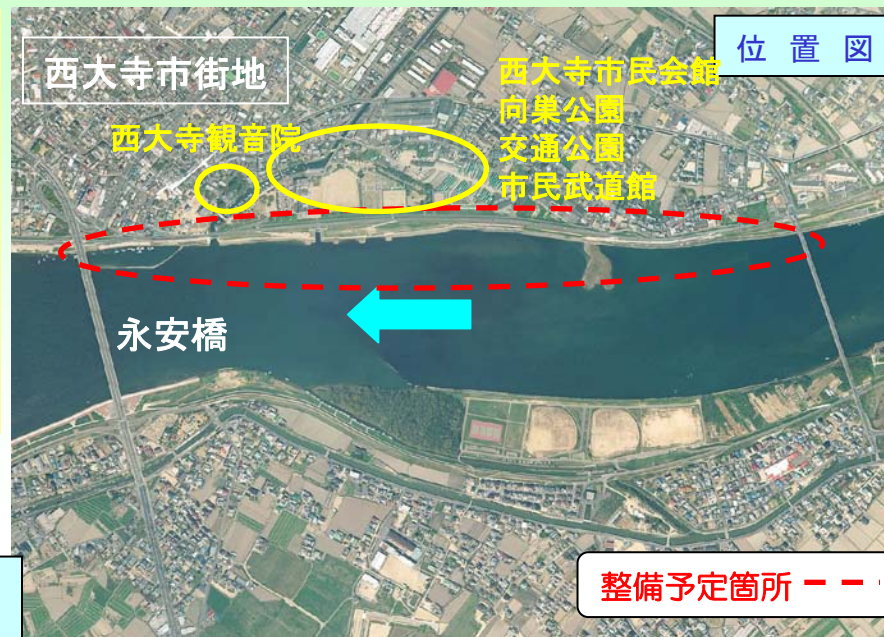 位置図
西大寺市街地
西大寺観音院
西大寺市民会館
向巣公園
交通公園
市民武道館
永安橋
整備予定箇所